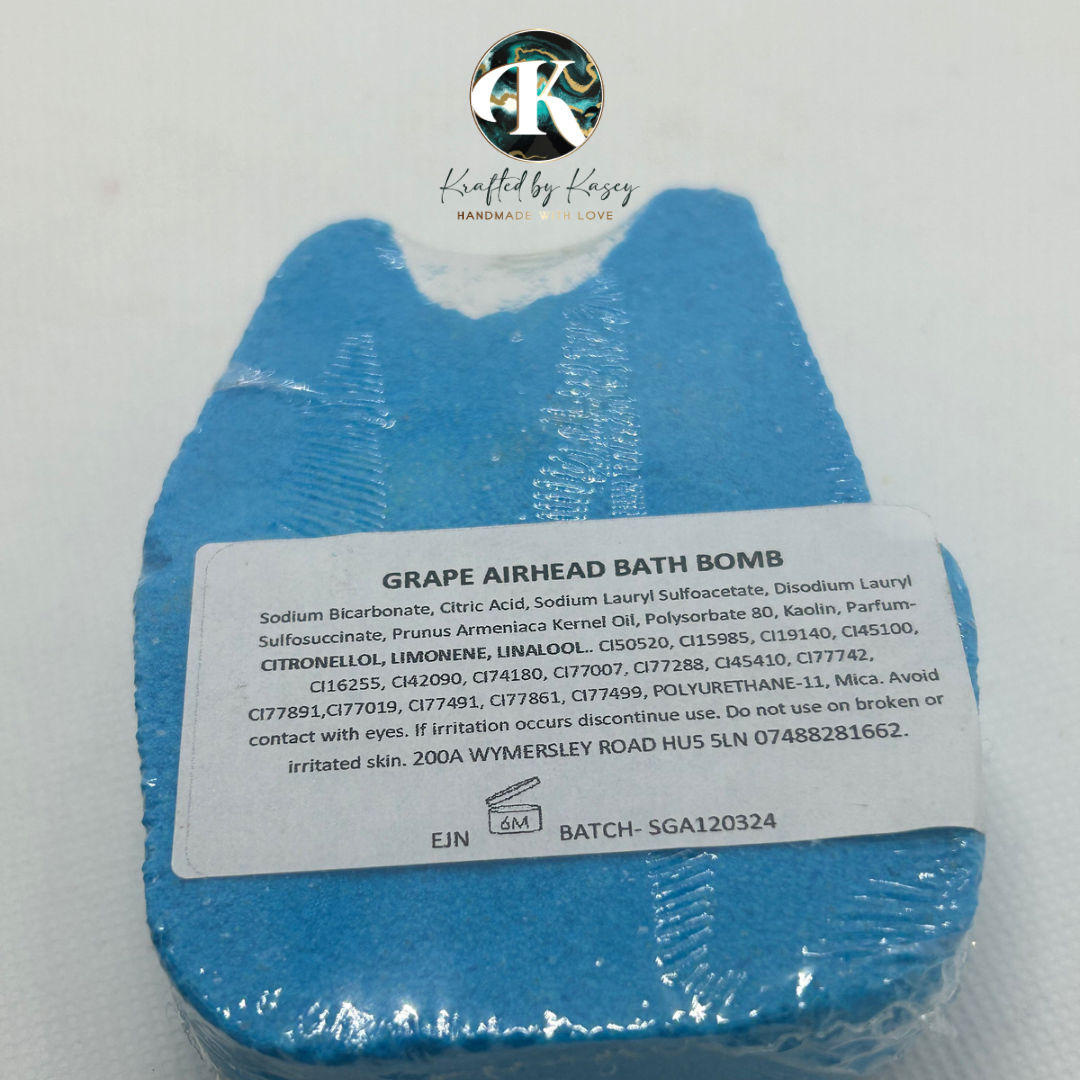 K
Krafted by Kasey
HANDMADE WITH LOVE
GRAPE AIRHEAD BATH BOMB
Sodium Bicarbonate, Citric Acid, Sodium Lauryl Sulfoacetate, Disodium Lauryl
Sulfosuccinate, Prunus Armeniaca Kernel Oil, Polysorbate 80, Kaolin, Parfum-
CITRONELLOL, LIMONENE, LINALOOL.. CI50520, CI15985, CI19140, CI45100,
CI16255, CI42090, CI74180, CI77007, CI77288, CI45410, CI77742,
CI77891,CI77019, CI77491, CI77861, CI77499, POLYURETHANE-11, Mica. Avoid
contact with eyes. If irritation occurs discontinue use. Do not use on broken or
irritated skin. 200A WYMERSLEY ROAD HU5 5LN 07488281662.
EJN 6M BATCH- SGA120324